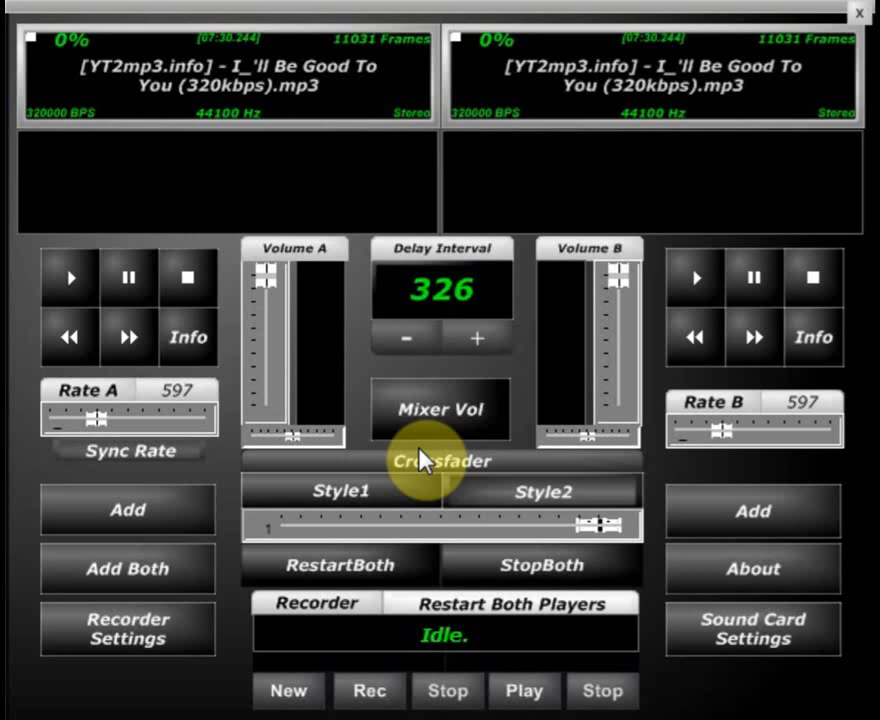 x
0% [07:30.244] 11031 Frames
[YT2mp3.info] - I_'ll Be Good To
You (320kbps).mp3
320000 BPS 44100 Hz Stereo
0% [07:30.244] 11031 Frames
[YT2mp3.info] - I_'ll Be Good To
You (320kbps).mp3
320000 BPS 44100 Hz Stereo
Volume A
Delay Interval
Volume B
326
- +
Info
Info
Rate A 597
Sync Rate
Mixer Vol
Rate B 597
Crossfader
Style1 Style2
1
RestartBoth StopBoth
Add
Add Both
Recorder
Settings
Add
About
Sound Card
Settings
Recorder Restart Both Players
Idle.
New Rec Stop Play Stop